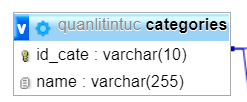 v quanlitintuc categories
id_cate : varchar(10)
name : varchar(255)